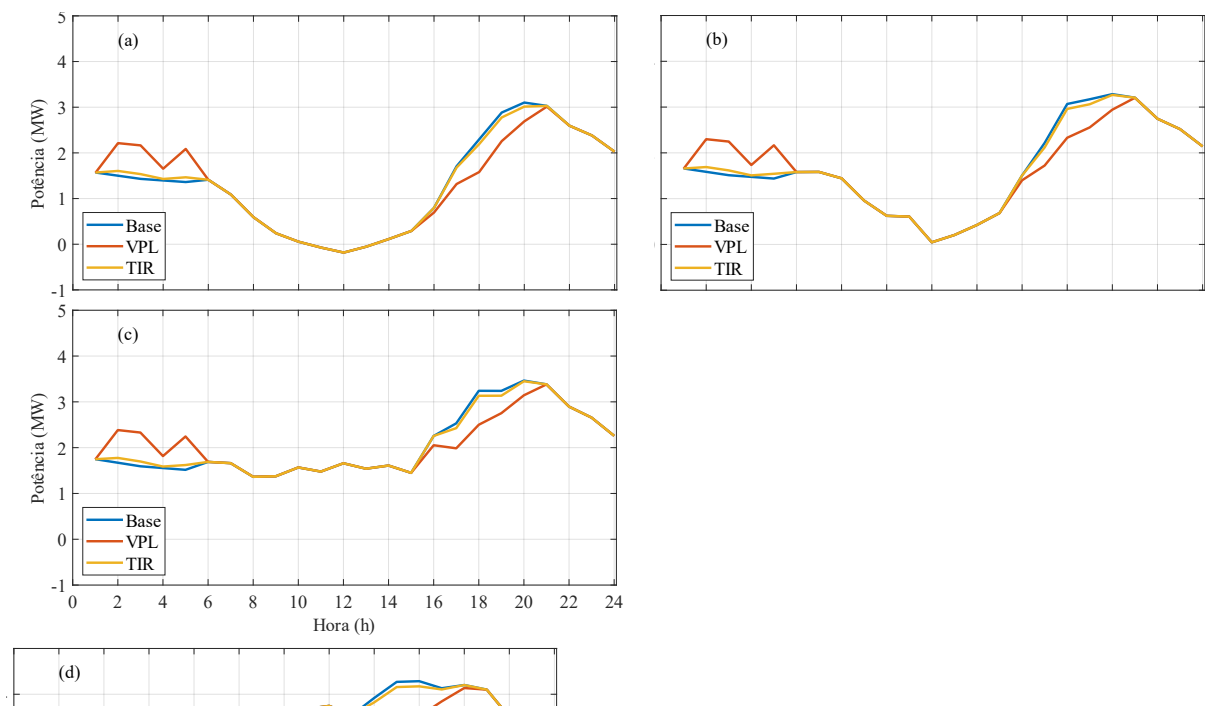 (a)
5
4
3
2
1
0
-1
Potência (MW)
Base
VPL
TIR
(b)
Base
VPL
TIR
(c)
5
4
3
2
1
0
-1
Potência (MW)
Base
VPL
TIR
0 2 4 6 8 10 12 14 16 18 20 22 24
Hora (h)
(d)